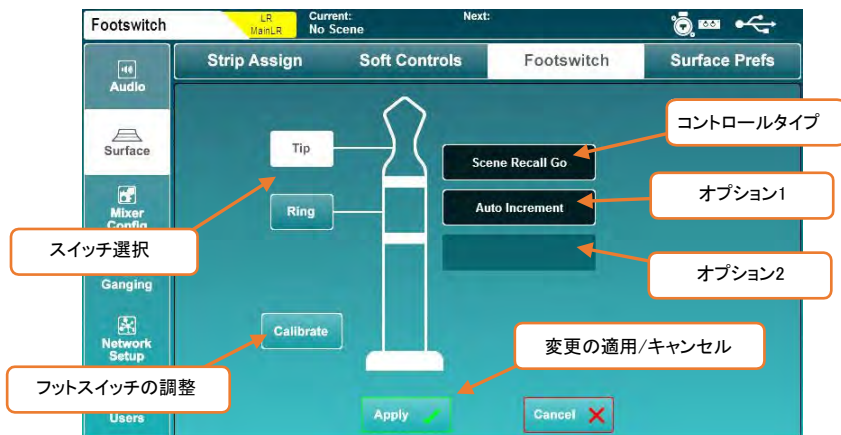 Footswitch
LR
MainLR
Current:
No Scene
Next:
Audio
Strip Assign
Soft Controls
Footswitch
Surface Prefs
Surface
Tip
Scene Recall Go
コントロールタイプ
Mixer
Config
Ring
Auto Increment
オプション1
スイッチ選択
オプション2
Ganging
Network
Setup
Calibrate
変更の適用/キャンセル
フットスイッチの調整
Users
Apply
Cancel